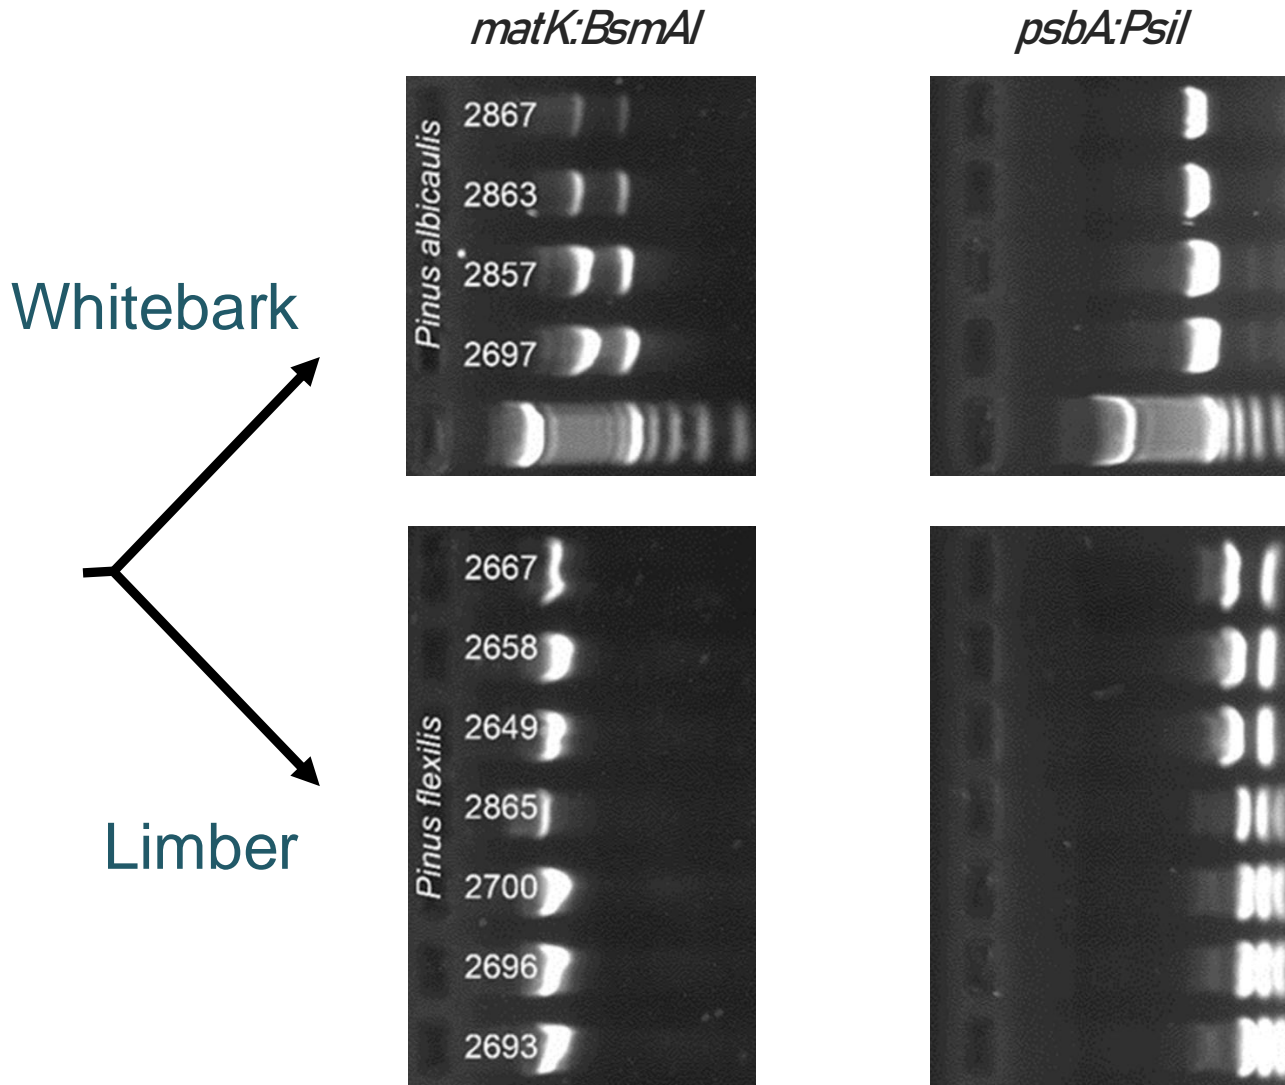 matK:BsmAI
psbA:PsiI
Whitebark
Pinus albicaulis
2867
2863
2857
2697
Limber
Pinus flexilis
2667
2658
2649
2865
2700
2696
2693